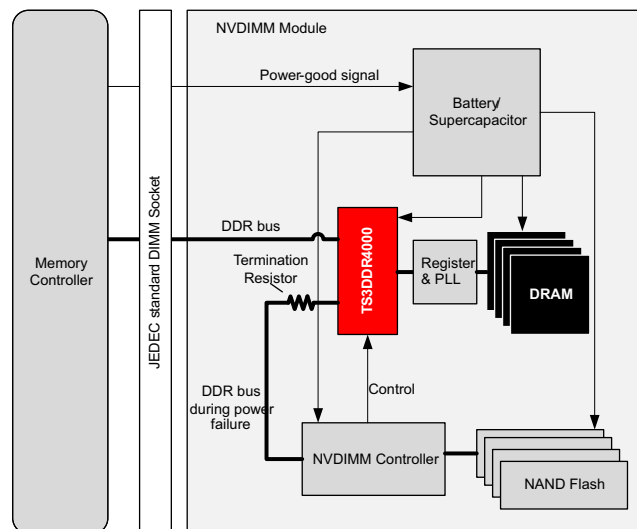 NVDIMM Module
Power-good signal
Battery/
Supercapacitor
DDR bus
Memory
Controller
JEDEC standard DIMM Socket
Termination
Resistor
TS3DDR4000
Register
& PLL
DRAM
Control
DDR bus
during power
failure
NVDIMM Controller
NAND Flash